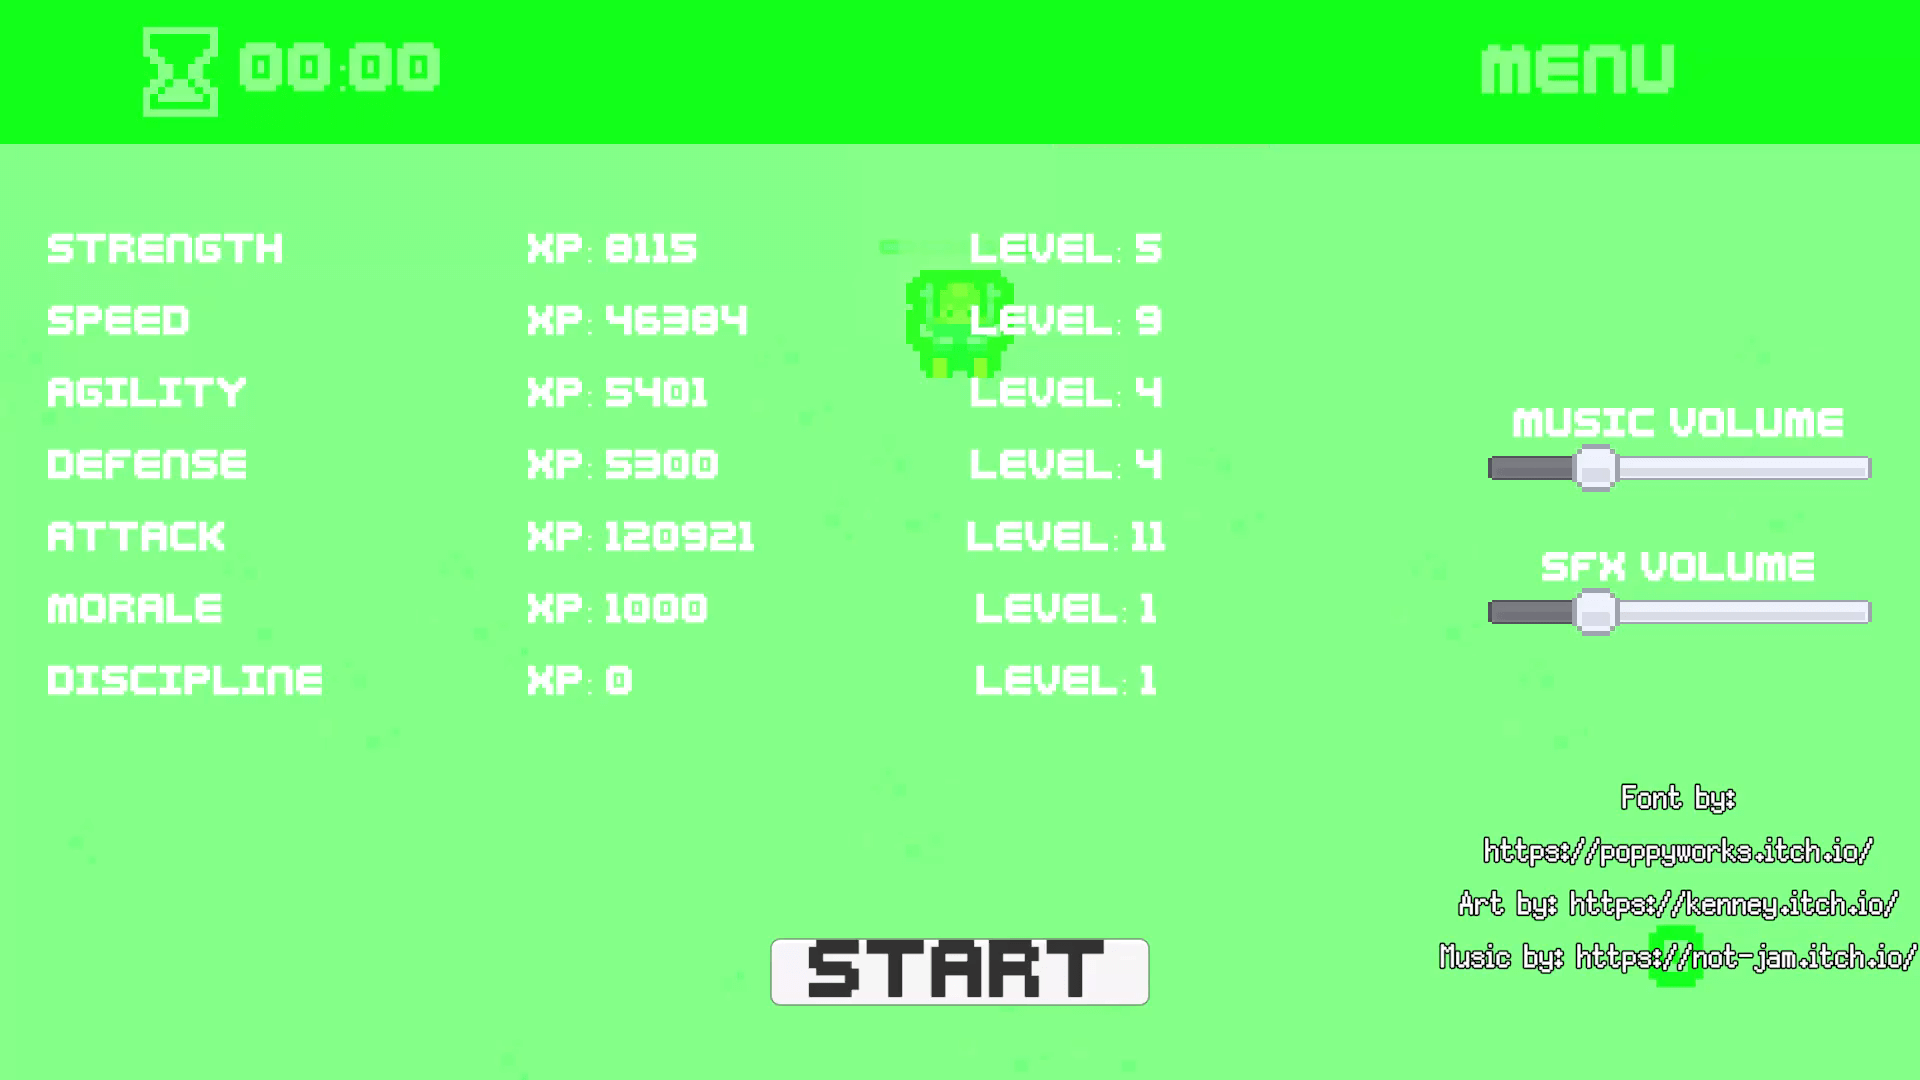 00:00 MENU
STRENGTH XP: 8115 LEVEL: 5
SPEED XP: 46384 LEVEL: 9
AGILITY XP: 5401 LEVEL: 4
DEFENSE XP: 5300 LEVEL: 4
ATTACK XP: 120921 LEVEL: 11
MORALE XP: 1000 LEVEL: 1
DISCIPLINE XP: 0 LEVEL: 1
MUSIC VOLUME
SFX VOLUME
Font by:
https://poppyworks.itch.io/
Art by: https://kenney.itch.io/
Music by: https://not-jam.itch.io/
START